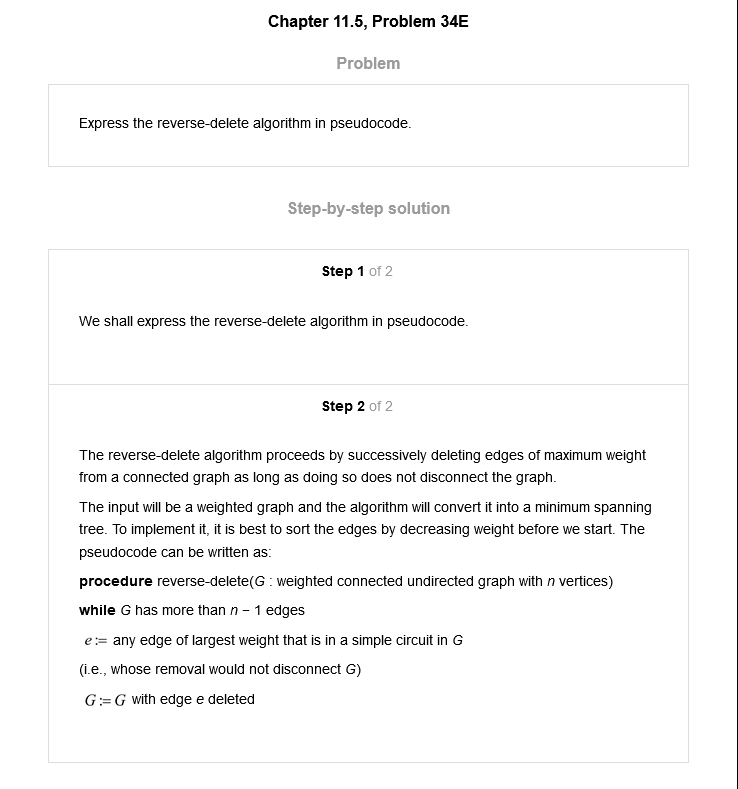 Chapter 11.5, Problem 34E
Problem
Express the reverse-delete algorithm in pseudocode.
Step-by-step solution
Step 1 of 2
We shall express the reverse-delete algorithm in pseudocode.
Step 2 of 2
The reverse-delete algorithm proceeds by successively deleting edges of maximum weight
from a connected graph as long as doing so does not disconnect the graph.
The input will be a weighted graph and the algorithm will convert it into a minimum spanning
tree. To implement it, it is best to sort the edges by decreasing weight before we start. The
pseudocode can be written as:
procedure reverse-delete(G : weighted connected undirected graph with n vertices)
while G has more than n − 1 edges
e := any edge of largest weight that is in a simple circuit in G
(i.e., whose removal would not disconnect G)
G := G with edge e deleted